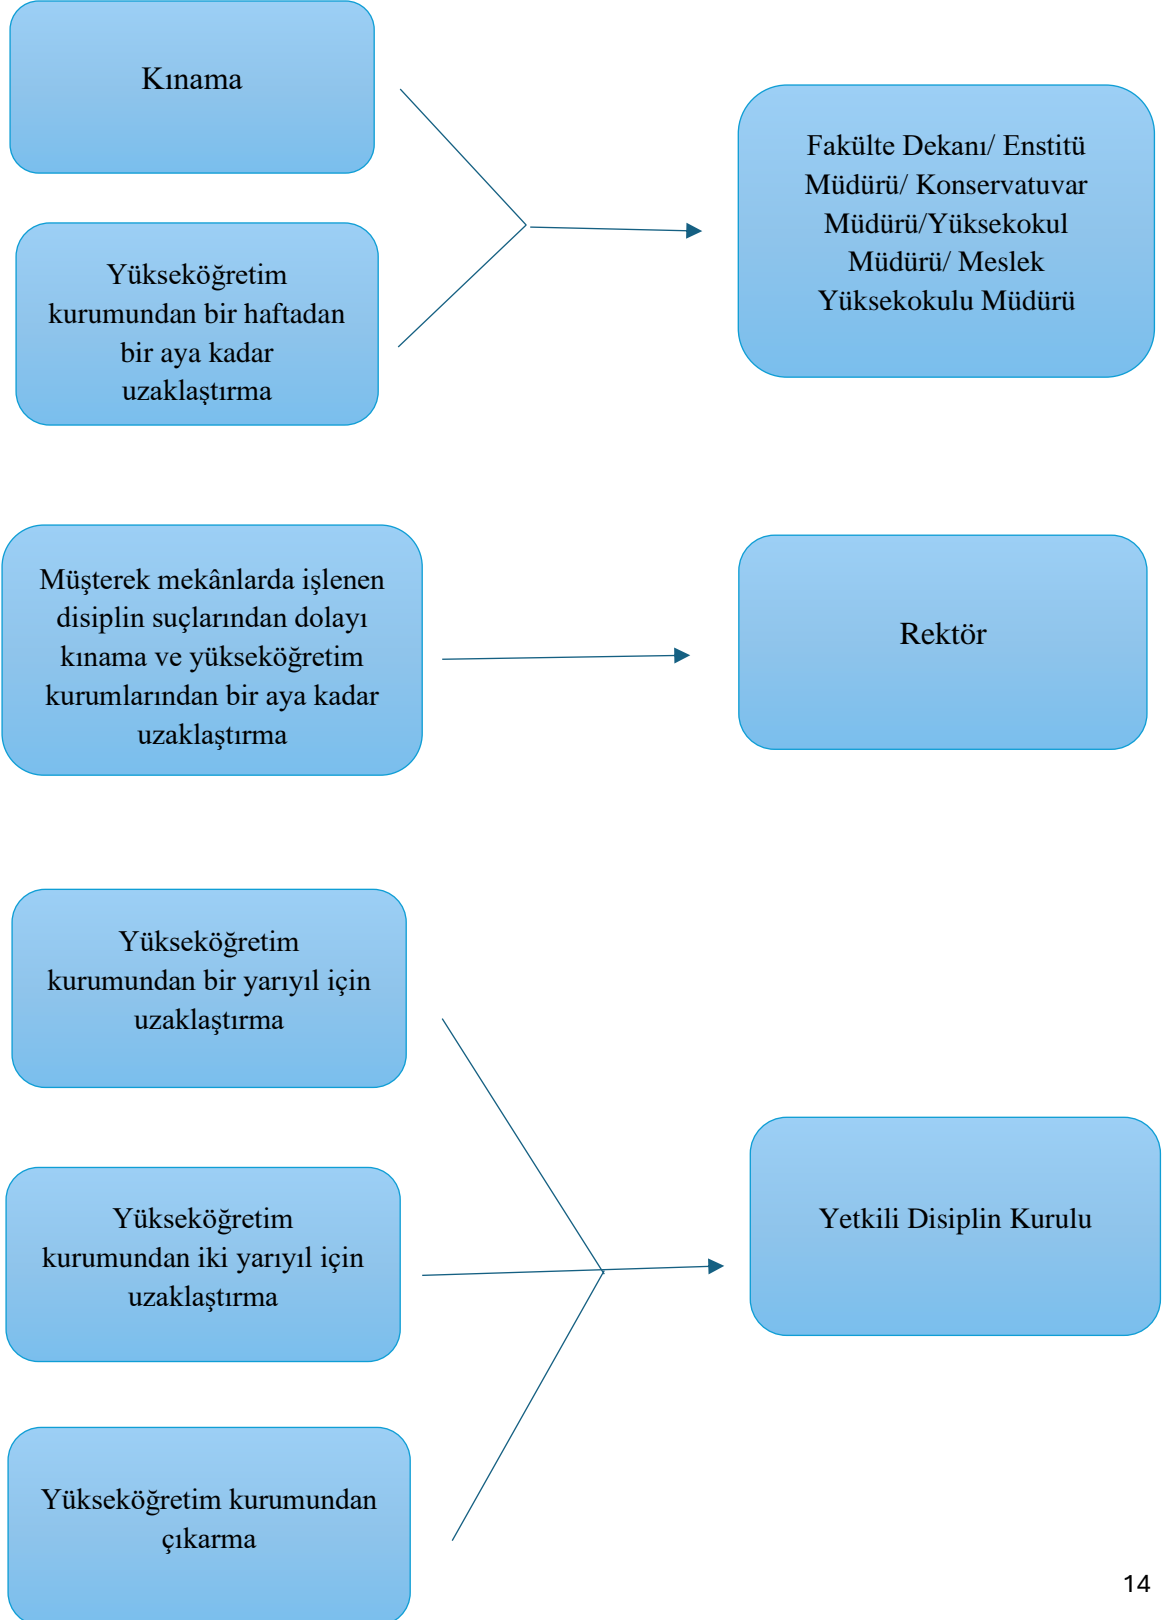 Kınama
Yükseköğretim
kurumundan bir haftadan
bir aya kadar
uzaklaştırma
Fakülte Dekanı/ Enstitü
Müdürü/ Konservatuvar
Müdürü/Yüksekokul
Müdürü/ Meslek
Yüksekokulu Müdürü
Müşterek mekânlarda işlenen
disiplin suçlarından dolayı
kınama ve yükseköğretim
kurumlarından bir aya kadar
uzaklaştırma
Rektör
Yükseköğretim
kurumundan bir yarıyıl için
uzaklaştırma
Yükseköğretim
kurumundan iki yarıyıl için
uzaklaştırma
Yükseköğretim kurumundan
çıkarma
Yetkili Disiplin Kurulu
14